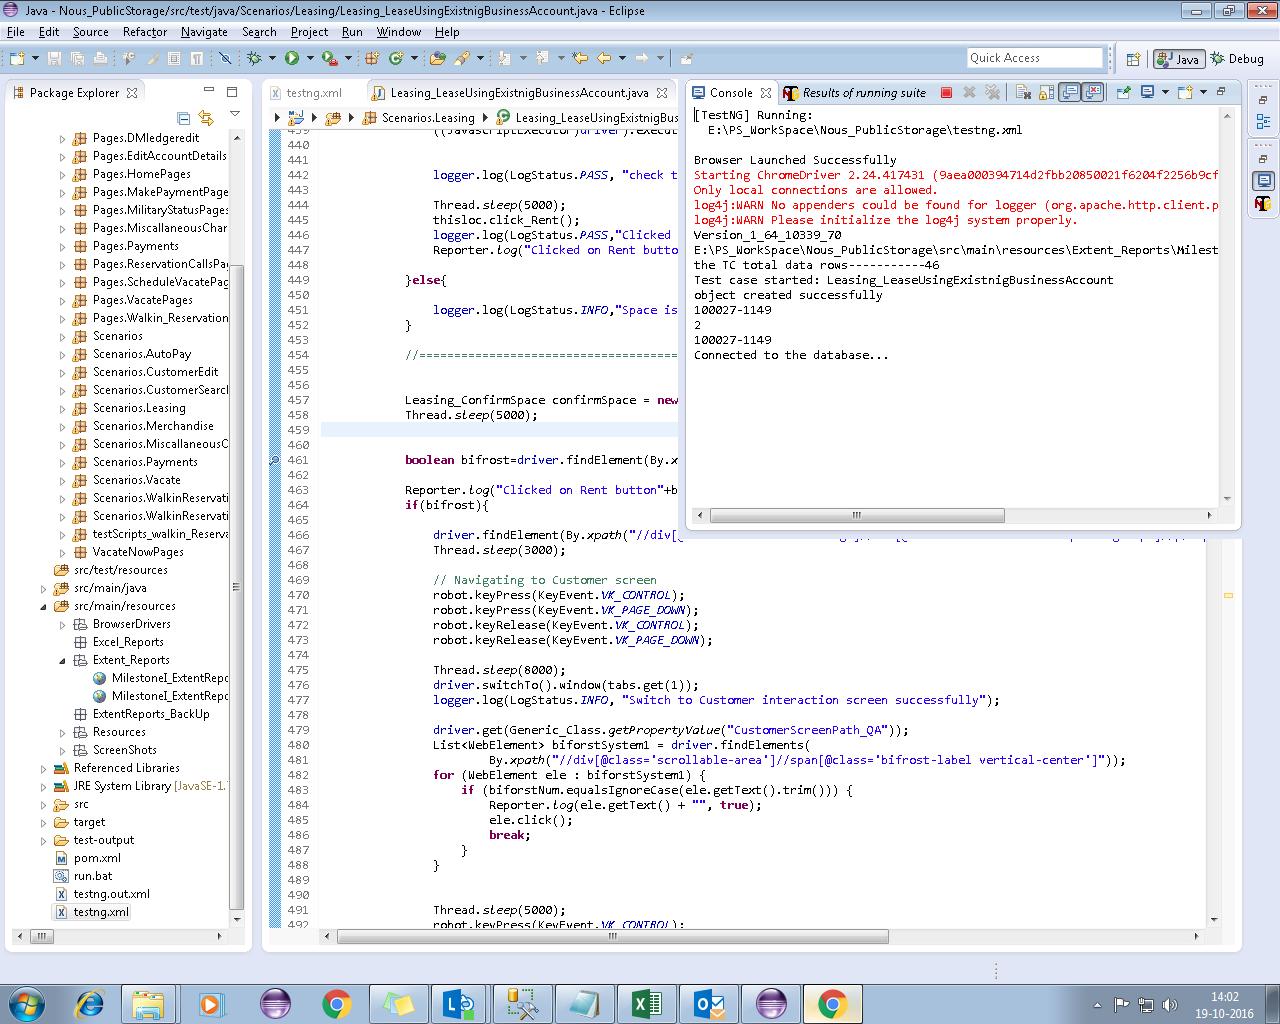 Java - Nous_PublicStorage/src/test/java/Scenarios/Leasing/Leasing_LeaseUsingExistnigBusinessAccount.java - Eclipse
File Edit Source Refactor Navigate Search Project Run Window Help
Quick Access
Java
Debug
Package Explorer
Pages.DMledgeredit
Pages.EditAccountDetails
Pages.HomePages
Pages.MakePaymentPage
Pages.MilitaryStatusPages
Pages.MiscellaneousChar
Pages.Payments
Pages.ReservationCallsPa
Pages.ScheduleVacatePag
Pages.VacatePages
Pages.Walkin_Reservation
Scenarios
Scenarios.AutoPay
Scenarios.CustomerEdit
Scenarios.CustomerSearc
Scenarios.Leasing
Scenarios.Merchandise
Scenarios.MiscallaneousC
Scenarios.Payments
Scenarios.Vacate
Scenarios.WalkinReservati
Scenarios.WalkinReservati
testScripts_walkin_Reserva
VacateNowPages
src/test/resources
src/main/java
src/main/resources
BrowserDrivers
Excel_Reports
Extent_Reports
MilestoneI_ExtentRepo
MilestoneI_ExtentRepo
ExtentReports_BackUp
Resources
ScreenShots
Referenced Libraries
JRE System Library [JavaSE-1.
src
target
test-output
pom.xml
run.bat
testng.out.xml
testng.xml
testng.xml
Leasing_LeaseUsingExistnigBusinessAccount.java
Scenarios.Leasing
Leasing_LeaseUsingExistnigBus
439 ((JavascriptExecutor)driver).execut
440
441
442 logger.log(LogStatus.PASS, "check t
443
444 Thread.sleep(5000);
445 thisloc.click_Rent();
446 logger.log(LogStatus.PASS,"Clicked
447 Reporter.log("Clicked on Rent butto
448
449 }else{
450
451 logger.log(LogStatus.INFO,"Space is
452 }
453
454 //=====================================
455
456
457 Leasing_ConfirmSpace confirmSpace = new
458 Thread.sleep(5000);
459
460
461 boolean bifrost=driver.findElement(By.x
462
463 Reporter.log("Clicked on Rent button"+b
464 if(bifrost){
465
466 driver.findElement(By.xpath("//div[@
467 Thread.sleep(3000);
468
469 // Navigating to Customer screen
470 robot.keyPress(KeyEvent.VK_CONTROL);
471 robot.keyPress(KeyEvent.VK_PAGE_DOWN);
472 robot.keyRelease(KeyEvent.VK_CONTROL);
473 robot.keyRelease(KeyEvent.VK_PAGE_DOWN);
474
475 Thread.sleep(8000);
476 driver.switchTo().window(tabs.get(1));
477 logger.log(LogStatus.INFO, "Switch to Customer interaction screen successfully");
478
479 driver.get(Generic_Class.getPropertyValue("CustomerScreenPath_QA"));
480 List<WebElement> biforstSystem1 = driver.findElements(
481 By.xpath("//div[@class='scrollable-area']//span[@class='bifrost-label vertical-center']"));
482 for (WebElement ele : biforstSystem1) {
483 if (biforstNum.equalsIgnoreCase(ele.getText().trim())) {
484 Reporter.log(ele.getText() + "", true);
485 ele.click();
486 break;
487 }
488 }
489
490
491 Thread.sleep(5000);
492 robot.keyPress(KeyEvent.VK_CONTROL);
Console
Results of running suite
[TestNG] Running:
E:\PS_WorkSpace\Nous_PublicStorage\testng.xml
Browser Launched Successfully
Starting ChromeDriver 2.24.417431 (9aea000394714d2fbb20850021f6204f2256b9cf
Only local connections are allowed.
log4j:WARN No appenders could be found for logger (org.apache.http.client.p
log4j:WARN Please initialize the log4j system properly.
Version_1_64_10339_70
E:\PS_WorkSpace\Nous_PublicStorage\src\main\resources\Extent_Reports\Milest
the TC total data rows-----------46
Test case started: Leasing_LeaseUsingExistnigBusinessAccount
object created successfully
100027-1149
2
100027-1149
Connected to the database...
14:02
19-10-2016